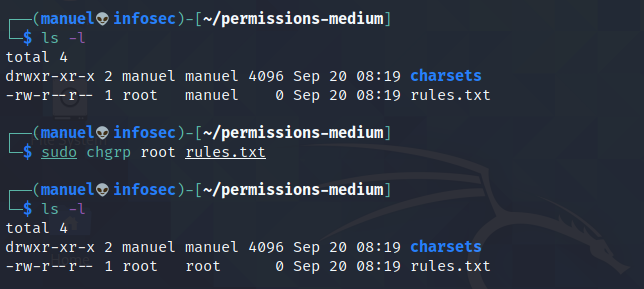 ┌──(manuel👽infosec)-[~/permissions-medium]
└─$ ls -l
total 4
drwxr-xr-x 2 manuel manuel 4096 Sep 20 08:19 charsets
-rw-r--r-- 1 root   manuel    0 Sep 20 08:19 rules.txt
┌──(manuel👽infosec)-[~/permissions-medium]
└─$ sudo chgrp root rules.txt
┌──(manuel👽infosec)-[~/permissions-medium]
└─$ ls -l
total 4
drwxr-xr-x 2 manuel manuel 4096 Sep 20 08:19 charsets
-rw-r--r-- 1 root   root      0 Sep 20 08:19 rules.txt